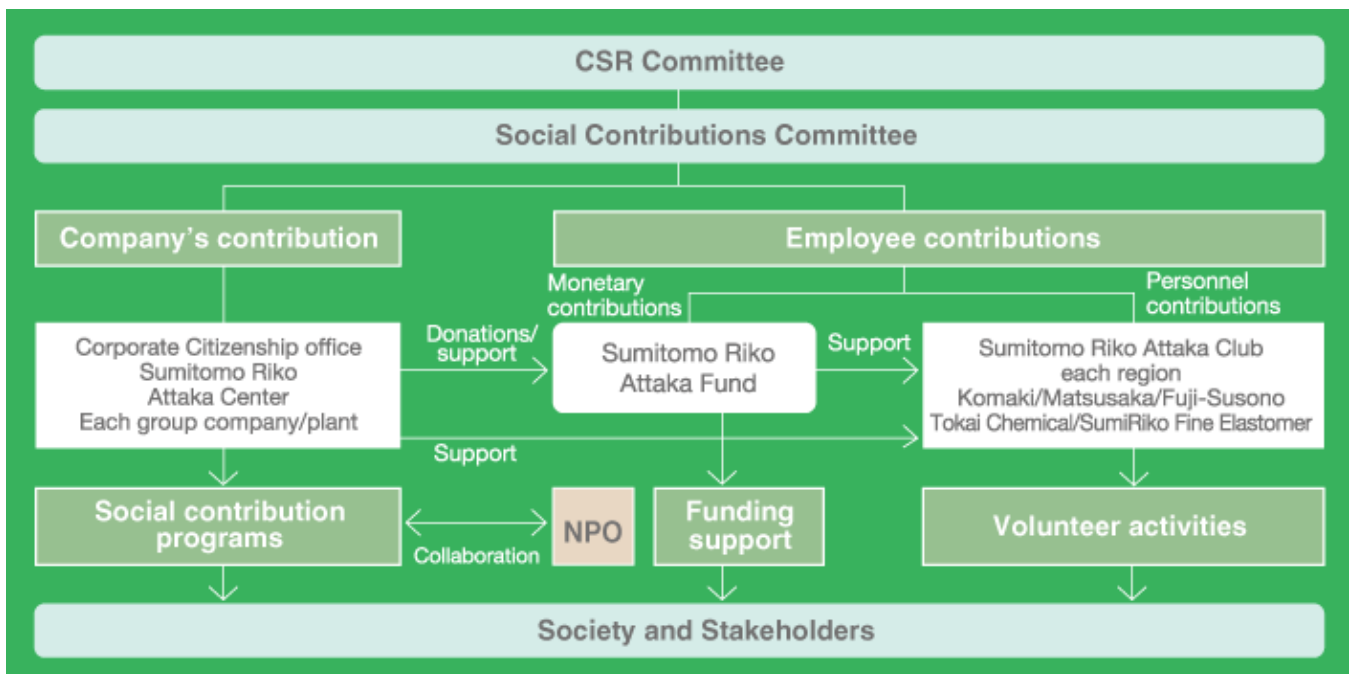 CSR Committee
Social Contributions Committee
Company's contribution
Employee contributions
Monetary
contributions
Personnel
contributions
Corporate Citizenship office
Sumitomo Riko
Attaka Center
Each group company/plant
Donations/
support
Sumitomo Riko
Attaka Fund
Support
Sumitomo Riko Attaka Club
each region
Komaki/Matsusaka/Fuji-Susono
Tokai Chemical/SumiRiko Fine Elastomer
Support
Social contribution
programs
Collaboration
NPO
Funding
support
Volunteer activities
Society and Stakeholders